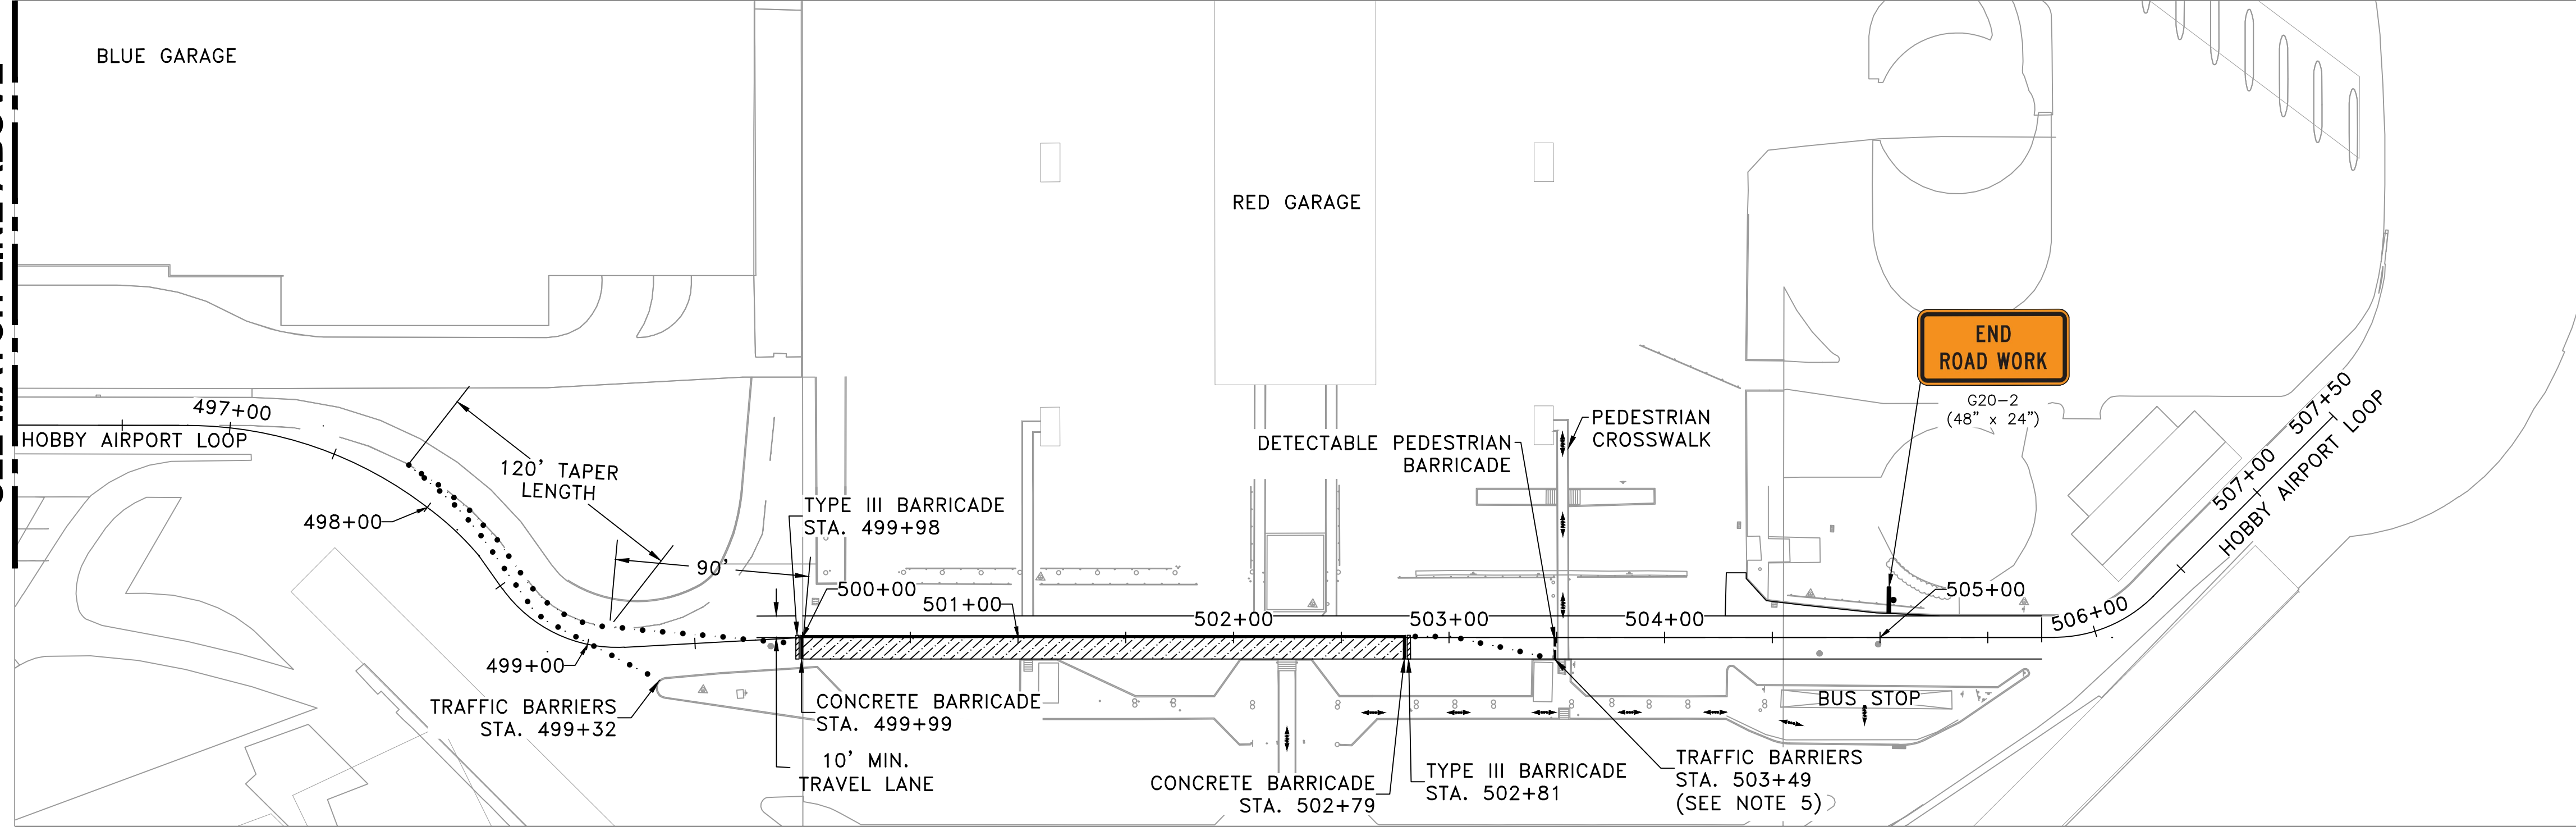 BLUE GARAGE
RED GARAGE
END
ROAD WORK
G20-2
(48" x 24")
497+00
HOBBY AIRPORT LOOP
120' TAPER
LENGTH
498+00
90'
499+00
TRAFFIC BARRIERS
STA. 499+32
TYPE III BARRICADE
STA. 499+98
500+00
501+00
502+00
503+00
504+00
505+00
506+00
507+00
507+50
HOBBY AIRPORT LOOP
DETECTABLE PEDESTRIAN
BARRICADE
PEDESTRIAN
CROSSWALK
CONCRETE BARRICADE
STA. 499+99
10' MIN.
TRAVEL LANE
CONCRETE BARRICADE
STA. 502+79
TYPE III BARRICADE
STA. 502+81
TRAFFIC BARRIERS
STA. 503+49
(SEE NOTE 5)
BUS STOP